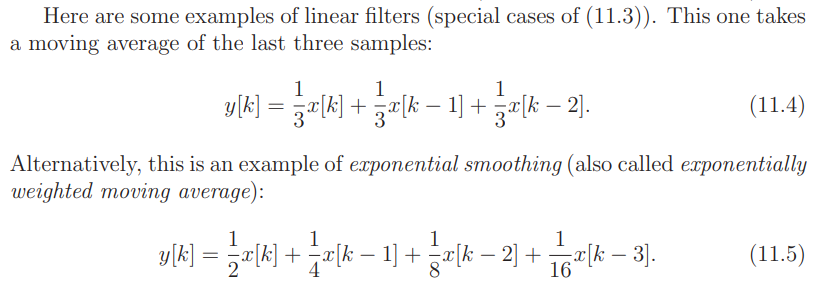 Here are some examples of linear filters (special cases of (11.3)). This one takes
a moving average of the last three samples:
y[k] = \frac{1}{3}x[k] + \frac{1}{3}x[k − 1] + \frac{1}{3}x[k − 2]. (11.4)
Alternatively, this is an example of exponential smoothing (also called exponentially
weighted moving average):
y[k] = \frac{1}{2}x[k] + \frac{1}{4}x[k − 1] + \frac{1}{8}x[k − 2] + \frac{1}{16}x[k − 3]. (11.5)